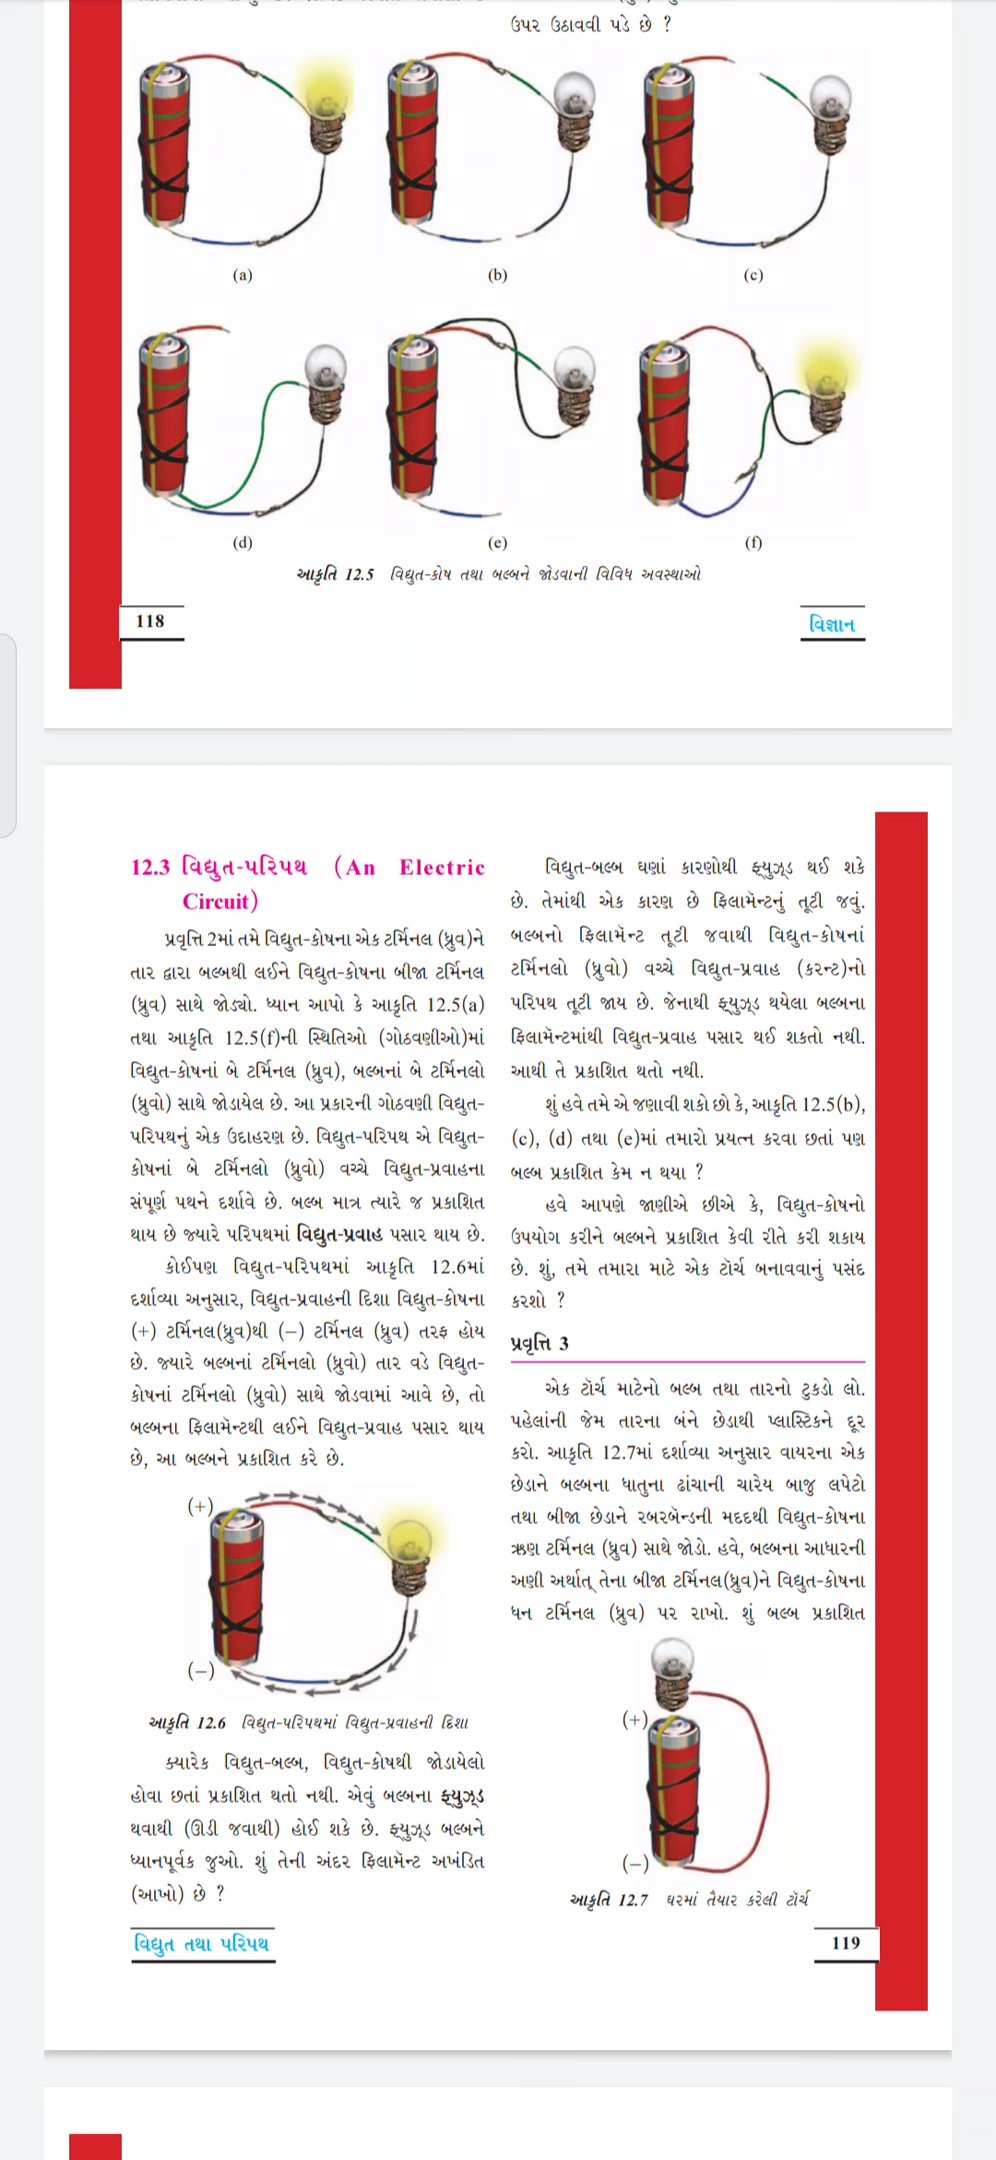 ઉપર ઉઠાવવી પડે છે ?
(a)
(b)
(c)
(d)
(e)
(f)
આકૃતિ 12.5 વિદ્યુત-કોષ તથા બલ્બને જોડવાની વિવિધ અવસ્થાઓ
118
વિજ્ઞાન
12.3 વિદ્યુત-પરિપથ (An Electric
Circuit)
પ્રવૃત્તિ 2માં તમે વિદ્યુત-કોષના એક ટર્મિનલ (ધ્રુવ)ને
તાર દ્વારા બલ્બથી લઈને વિદ્યુત-કોષના બીજા ટર્મિનલ
(ધ્રુવ) સાથે જોડ્યો. ધ્યાન આપો કે આકૃતિ 12.5(a)
તથા આકૃતિ 12.5(f)ની સ્થિતિઓ (ગોઠવણીઓ)માં
વિદ્યુત-કોષનાં બે ટર્મિનલ (ધ્રુવ), બલ્બનાં બે ટર્મિનલો
(ધ્રુવો) સાથે જોડાયેલ છે. આ પ્રકારની ગોઠવણી વિદ્યુત-
પરિપથનું એક ઉદાહરણ છે. વિદ્યુત-પરિપથ એ વિદ્યુત-
કોષનાં બે ટર્મિનલો (ધ્રુવો) વચ્ચે વિદ્યુત-પ્રવાહના
સંપૂર્ણ પથને દર્શાવે છે. બલ્બ માત્ર ત્યારે જ પ્રકાશિત
થાય છે જ્યારે પરિપથમાં વિદ્યુત-પ્રવાહ પસાર થાય છે.
કોઈપણ વિદ્યુત-પરિપથમાં આકૃતિ 12.6માં
દર્શાવ્યા અનુસાર, વિદ્યુત-પ્રવાહની દિશા વિદ્યુત-કોષના
(+) ટર્મિનલ(ધ્રુવ)થી (−) ટર્મિનલ (ધ્રુવ) તરફ હોય
છે. જ્યારે બલ્બનાં ટર્મિનલો (ધ્રુવો) તાર વડે વિદ્યુત-
કોષનાં ટર્મિનલો (ધ્રુવો) સાથે જોડવામાં આવે છે, તો
બલ્બના ફિલામૅન્ટથી લઈને વિદ્યુત-પ્રવાહ પસાર થાય
છે, આ બલ્બને પ્રકાશિત કરે છે.
(+)
(−)
આકૃતિ 12.6 વિદ્યુત-પરિપથમાં વિદ્યુત-પ્રવાહની દિશા
ક્યારેક વિદ્યુત-બલ્બ, વિદ્યુત-કોષથી જોડાયેલો
હોવા છતાં પ્રકાશિત થતો નથી. એવું બલ્બના ફ્યુઝ્ડ
થવાથી (ઊડી જવાથી) હોઈ શકે છે. ફ્યુઝ્ડ બલ્બને
ધ્યાનપૂર્વક જુઓ. શું તેની અંદર ફિલામૅન્ટ અખંડિત
(આખો) છે ?
વિદ્યુત તથા પરિપથ
વિદ્યુત-બલ્બ ઘણાં કારણોથી ફ્યુઝ્ડ થઈ શકે
છે. તેમાંથી એક કારણ છે ફિલામૅન્ટનું તૂટી જવું.
બલ્બનો ફિલામૅન્ટ તૂટી જવાથી વિદ્યુત-કોષનાં
ટર્મિનલો (ધ્રુવો) વચ્ચે વિદ્યુત-પ્રવાહ (કરન્ટ)નો
પરિપથ તૂટી જાય છે. જેનાથી ફ્યુઝ્ડ થયેલા બલ્બના
ફિલામૅન્ટમાંથી વિદ્યુત-પ્રવાહ પસાર થઈ શકતો નથી.
આથી તે પ્રકાશિત થતો નથી.
શું હવે તમે એ જણાવી શકો છો કે, આકૃતિ 12.5(b),
(c), (d) તથા (e)માં તમારો પ્રયત્ન કરવા છતાં પણ
બલ્બ પ્રકાશિત કેમ ન થયા ?
હવે આપણે જાણીએ છીએ કે, વિદ્યુત-કોષનો
ઉપયોગ કરીને બલ્બને પ્રકાશિત કેવી રીતે કરી શકાય
છે. શું, તમે તમારા માટે એક ટૉર્ચ બનાવવાનું પસંદ
કરશો ?
પ્રવૃત્તિ 3
એક ટૉર્ચ માટેનો બલ્બ તથા તારનો ટુકડો લો.
પહેલાંની જેમ તારના બંને છેડાથી પ્લાસ્ટિકને દૂર
કરો. આકૃતિ 12.7માં દર્શાવ્યા અનુસાર વાયરના એક
છેડાને બલ્બના ધાતુના ઢાંચાની ચારેય બાજુ લપેટો
તથા બીજા છેડાને રબરબૅન્ડની મદદથી વિદ્યુત-કોષના
ઋણ ટર્મિનલ (ધ્રુવ) સાથે જોડો. હવે, બલ્બના આધારની
અણી અર્થાત્ તેના બીજા ટર્મિનલ(ધ્રુવ)ને વિદ્યુત-કોષના
ધન ટર્મિનલ (ધ્રુવ) પર રાખો. શું બલ્બ પ્રકાશિત
(+)
(−)
આકૃતિ 12.7 ઘરમાં તૈયાર કરેલી ટૉર્ચ
119